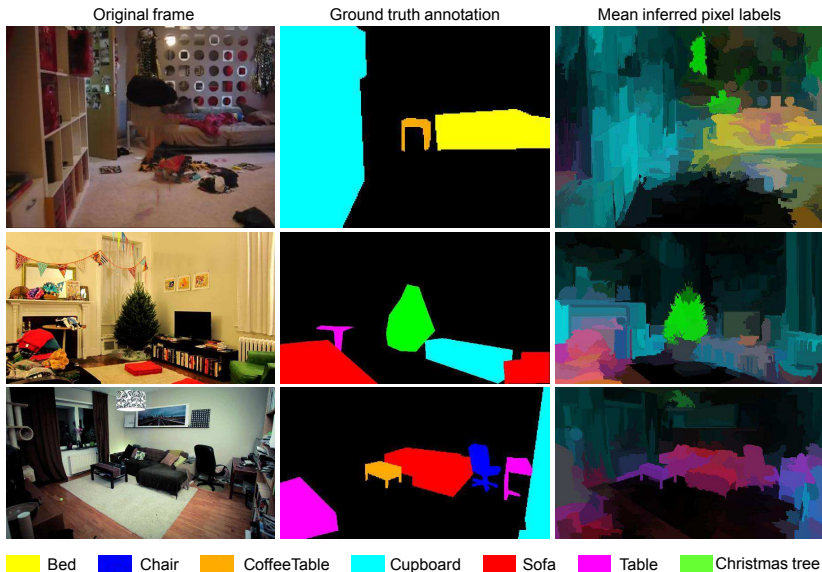 Original frame
Ground truth annotation
Mean inferred pixel labels
Bed
Chair
CoffeeTable
Cupboard
Sofa
Table
Christmas tree